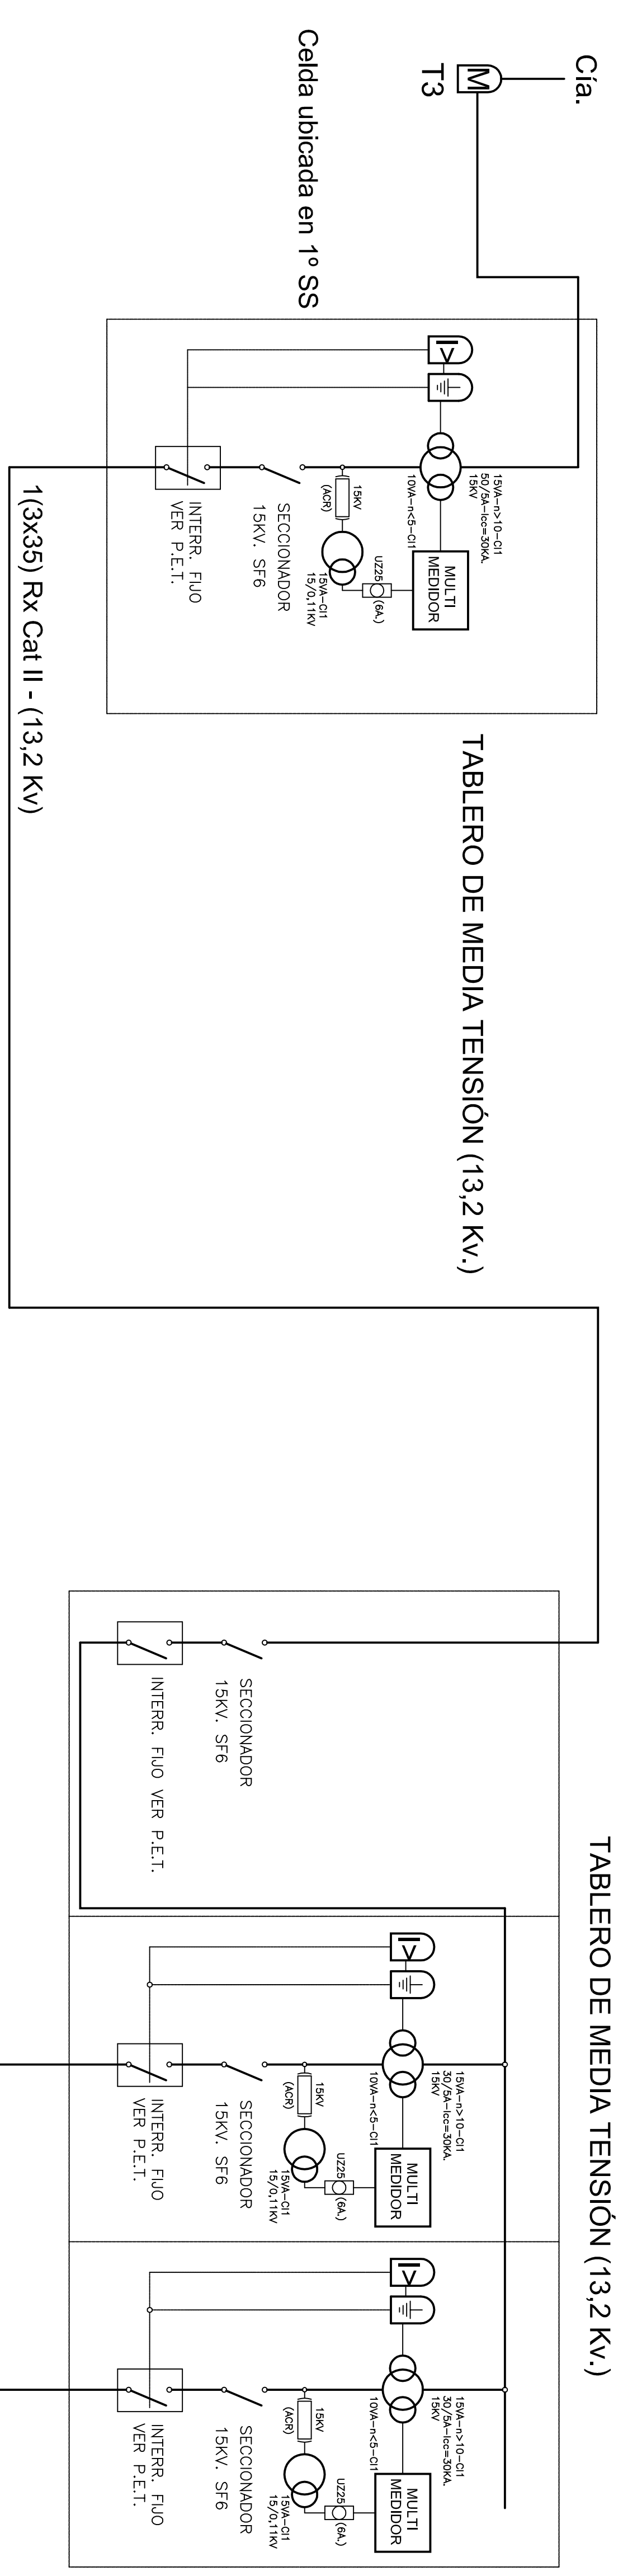 Cía.
M
T3
Celda ubicada en 1º SS
TABLERO DE MEDIA TENSIÓN (13,2 Kv.)
I>
15VA-n>10-Cl1
50/5A-Icc=30KA.
15KV
10VA-n<5-Cl1
MULTI
MEDIDOR
UZ25 (6A.)
15KV
(ACR)
15VA-Cl1
15/0,11KV
SECCIONADOR
15KV. SF6
INTERR. FIJO
VER P.E.T.
1(3x35) Rx Cat II - (13,2 Kv)
TABLERO DE MEDIA TENSIÓN (13,2 Kv.)
SECCIONADOR
15KV. SF6
INTERR. FIJO VER P.E.T.
I>
15VA-n>10-Cl1
30/5A-Icc=30KA.
15KV
10VA-n<5-Cl1
MULTI
MEDIDOR
UZ25 (6A.)
15KV
(ACR)
15VA-Cl1
15/0,11KV
SECCIONADOR
15KV. SF6
INTERR. FIJO
VER P.E.T.
I>
15VA-n>10-Cl1
30/5A-Icc=30KA.
15KV
10VA-n<5-Cl1
MULTI
MEDIDOR
UZ25 (6A.)
15KV
(ACR)
15VA-Cl1
15/0,11KV
SECCIONADOR
15KV. SF6
INTERR. FIJO
VER P.E.T.